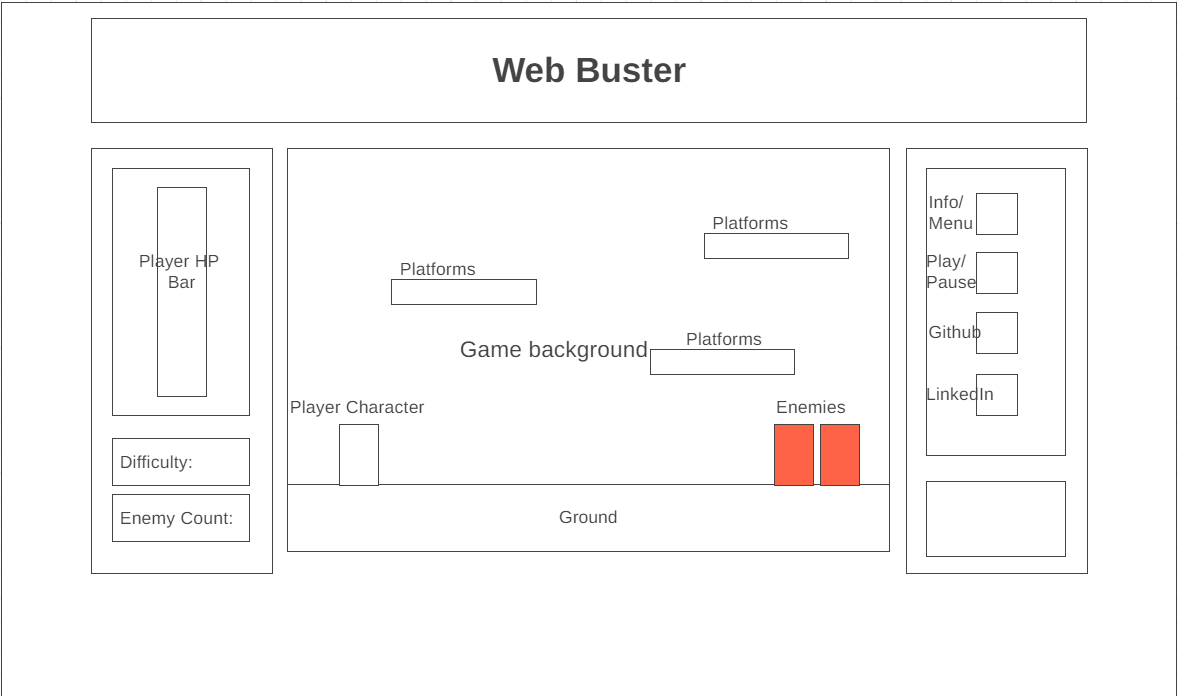 Web Buster
Player HP
Bar
Difficulty:
Enemy Count:
Platforms
Platforms
Game background
Platforms
Player Character
Enemies
Ground
Info/
Menu
Play/
Pause
Github
LinkedIn